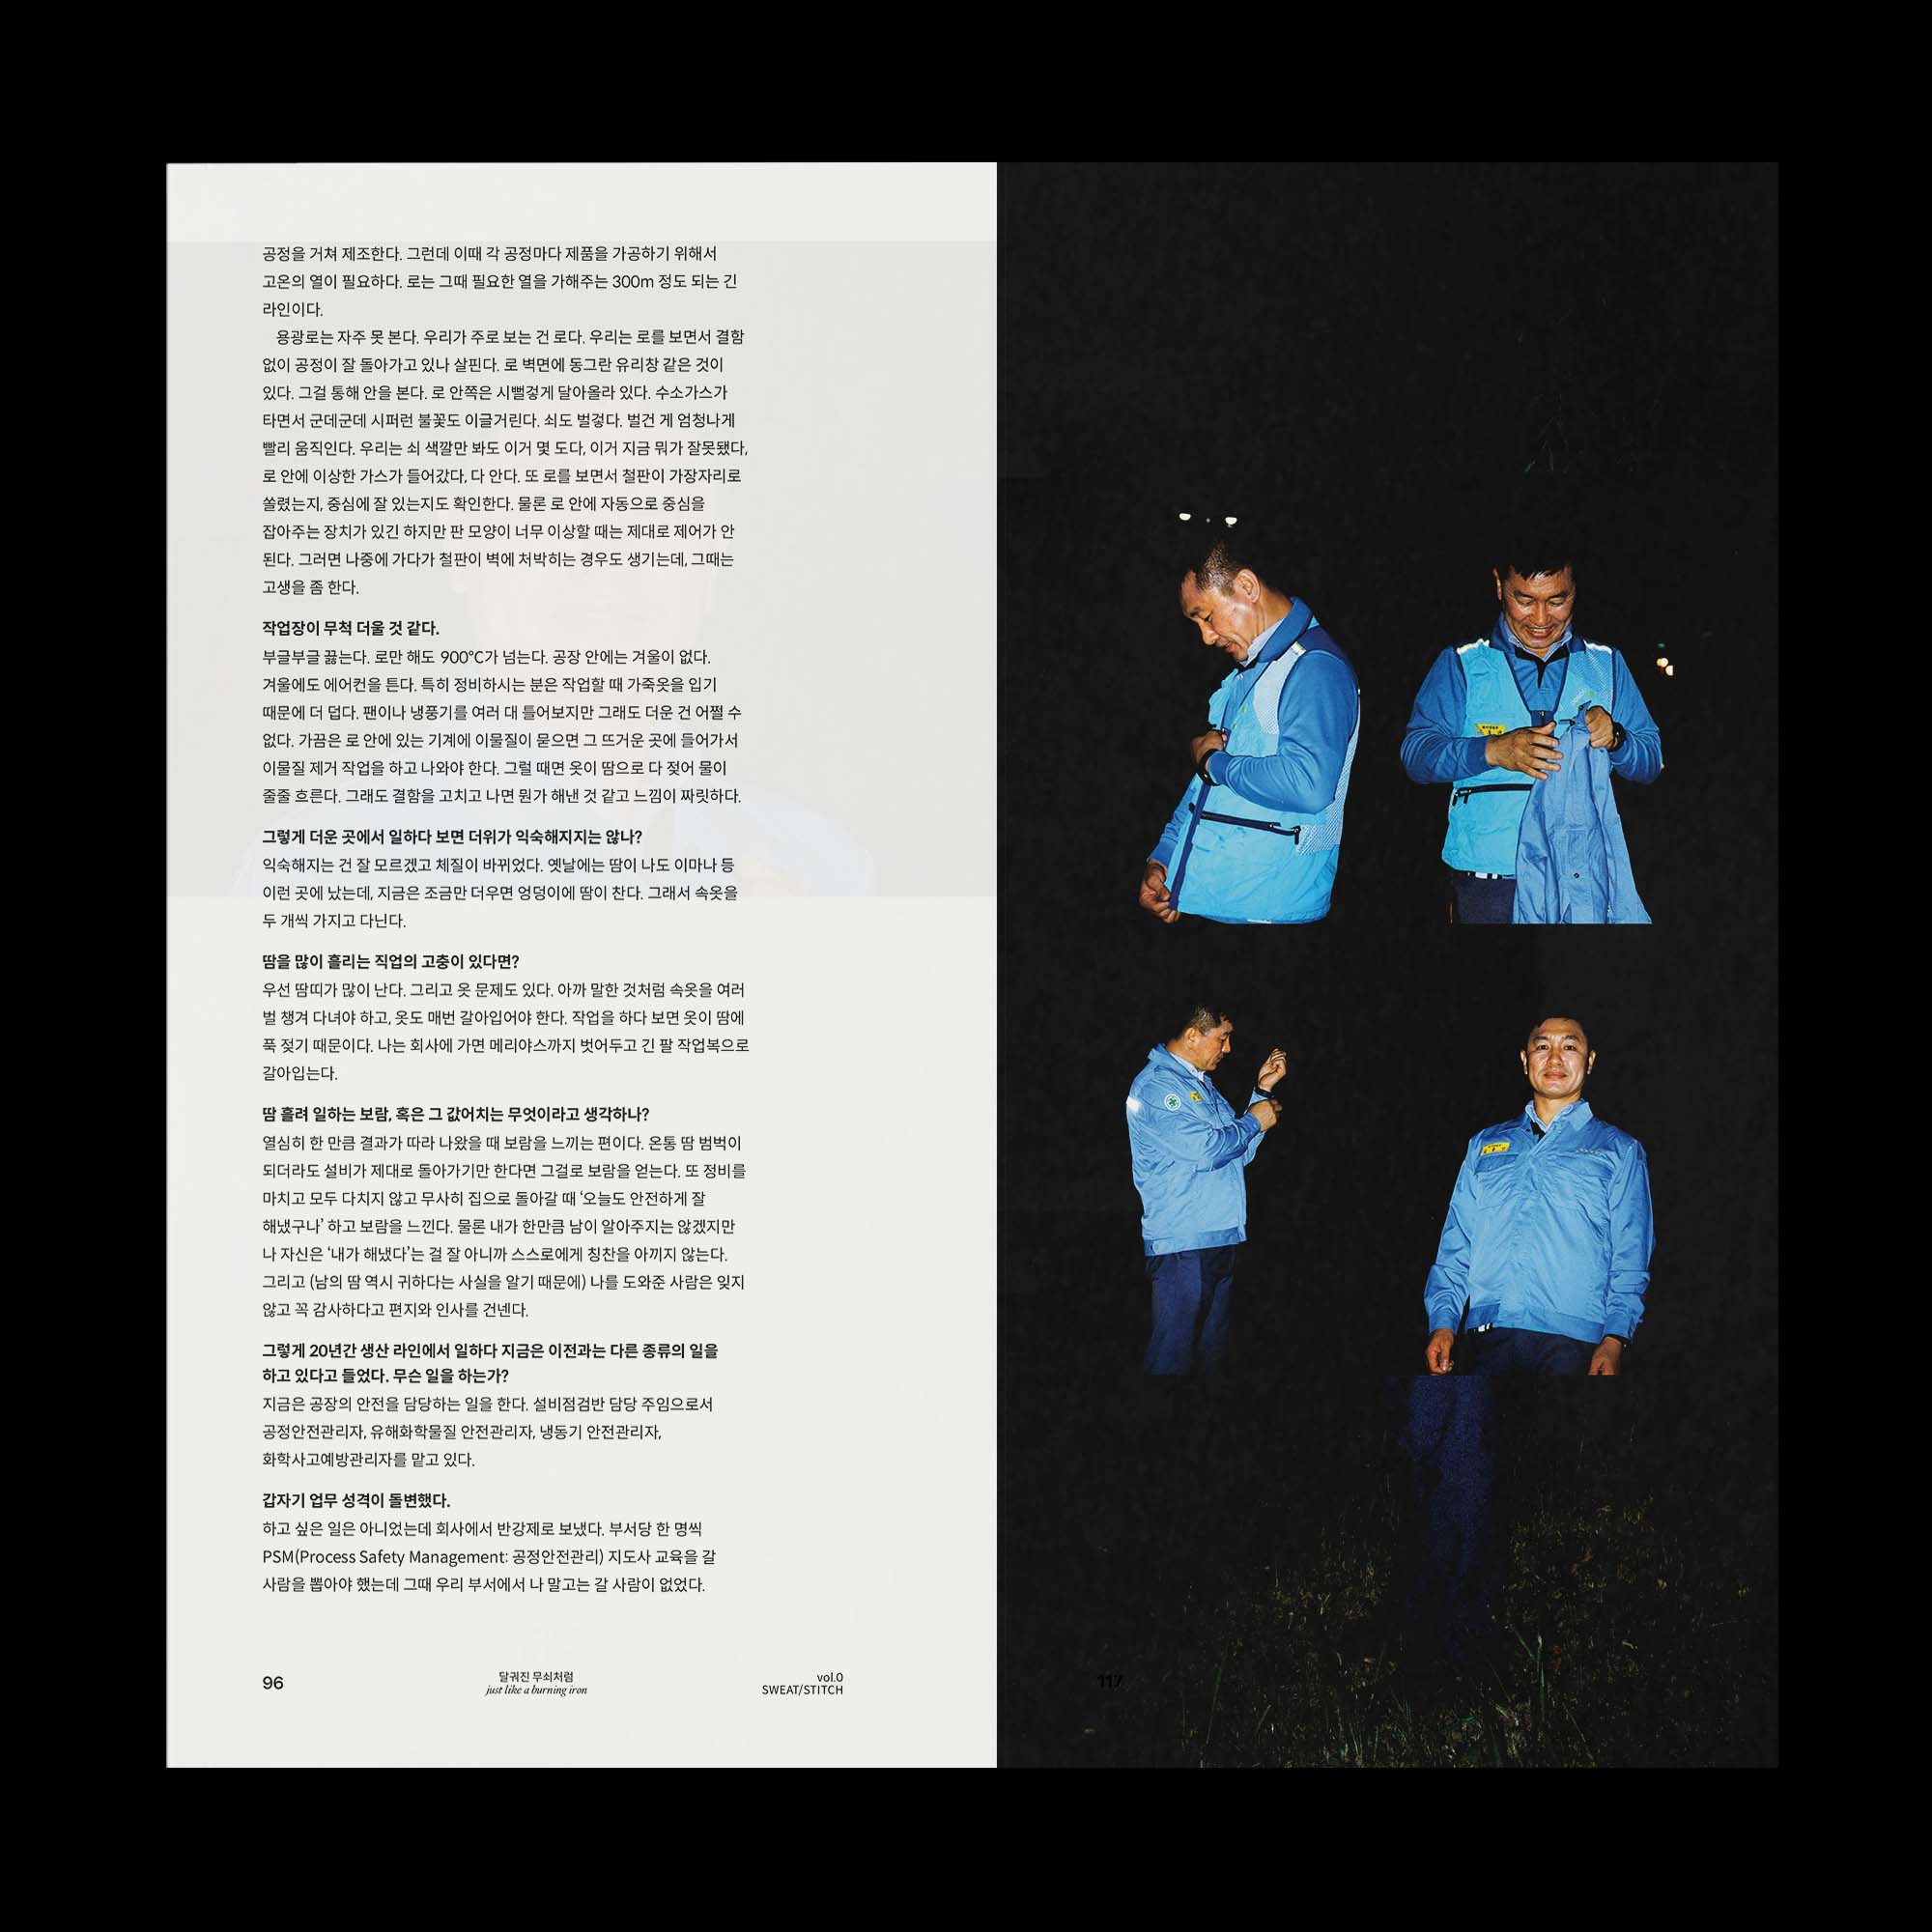 공정을 거쳐 제조한다. 그런데 이때 각 공정마다 제품을 가공하기 위해서
고온의 열이 필요하다. 로는 그때 필요한 열을 가해주는 300m 정도 되는 긴
라인이다.
용광로는 자주 못 본다. 우리가 주로 보는 건 로다. 우리는 로를 보면서 결함
없이 공정이 잘 돌아가고 있나 살핀다. 로 벽면에 동그란 유리창 같은 것이
있다. 그걸 통해 안을 본다. 로 안쪽은 시뻘겋게 달아올라 있다. 수소가스가
타면서 군데군데 시퍼런 불꽃도 이글거린다. 쇠도 벌겋다. 벌건 게 엄청나게
빨리 움직인다. 우리는 쇠 색깔만 봐도 이거 몇 도다, 이거 지금 뭐가 잘못됐다,
로 안에 이상한 가스가 들어갔다, 다 안다. 또 로를 보면서 철판이 가장자리로
쏠렸는지, 중심에 잘 있는지도 확인한다. 물론 로 안에 자동으로 중심을
잡아주는 장치가 있긴 하지만 판 모양이 너무 이상할 때는 제대로 제어가 안
된다. 그러면 나중에 가다가 철판이 벽에 처박히는 경우도 생기는데, 그때는
고생을 좀 한다.
작업장이 무척 더울 것 같다.
부글부글 끓는다. 로만 해도 900°C가 넘는다. 공장 안에는 겨울이 없다.
겨울에도 에어컨을 튼다. 특히 정비하시는 분은 작업할 때 가죽옷을 입기
때문에 더 덥다. 팬이나 냉풍기를 여러 대 틀어보지만 그래도 더운 건 어쩔 수
없다. 가끔은 로 안에 있는 기계에 이물질이 묻으면 그 뜨거운 곳에 들어가서
이물질 제거 작업을 하고 나와야 한다. 그럴 때면 옷이 땀으로 다 젖어 물이
줄줄 흐른다. 그래도 결함을 고치고 나면 뭔가 해낸 것 같고 느낌이 짜릿하다.
그렇게 더운 곳에서 일하다 보면 더위가 익숙해지지는 않나?
익숙해지는 건 잘 모르겠고 체질이 바뀌었다. 옛날에는 땀이 나도 이마나 등
이런 곳에 났는데, 지금은 조금만 더우면 엉덩이에 땀이 찬다. 그래서 속옷을
두 개씩 가지고 다닌다.
땀을 많이 흘리는 직업의 고충이 있다면?
우선 땀띠가 많이 난다. 그리고 옷 문제도 있다. 아까 말한 것처럼 속옷을 여러
벌 챙겨 다녀야 하고, 옷도 매번 갈아입어야 한다. 작업을 하다 보면 옷이 땀에
푹 젖기 때문이다. 나는 회사에 가면 메리야스까지 벗어두고 긴 팔 작업복으로
갈아입는다.
땀 흘려 일하는 보람, 혹은 그 값어치는 무엇이라고 생각하나?
열심히 한 만큼 결과가 따라 나왔을 때 보람을 느끼는 편이다. 온통 땀 범벅이
되더라도 설비가 제대로 돌아가기만 한다면 그걸로 보람을 얻는다. 또 정비를
마치고 모두 다치지 않고 무사히 집으로 돌아갈 때 ‘오늘도 안전하게 잘
해냈구나’ 하고 보람을 느낀다. 물론 내가 한만큼 남이 알아주지는 않겠지만
나 자신은 ‘내가 해냈다’는 걸 잘 아니까 스스로에게 칭찬을 아끼지 않는다.
그리고 (남의 땀 역시 귀하다는 사실을 알기 때문에) 나를 도와준 사람은 잊지
않고 꼭 감사하다고 편지와 인사를 건넨다.
그렇게 20년간 생산 라인에서 일하다 지금은 이전과는 다른 종류의 일을
하고 있다고 들었다. 무슨 일을 하는가?
지금은 공장의 안전을 담당하는 일을 한다. 설비점검반 담당 주임으로서
공정안전관리자, 유해화학물질 안전관리자, 냉동기 안전관리자,
화학사고예방관리자를 맡고 있다.
갑자기 업무 성격이 돌변했다.
하고 싶은 일은 아니었는데 회사에서 반강제로 보냈다. 부서당 한 명씩
PSM(Process Safety Management: 공정안전관리) 지도사 교육을 갈
사람을 뽑아야 했는데 그때 우리 부서에서 나 말고는 갈 사람이 없었다.
96
달궈진 무쇠처럼
just like a burning iron
vol.0
SWEAT/STITCH
117